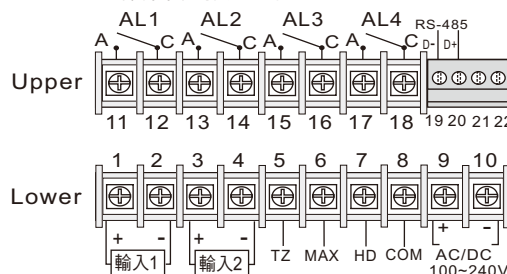 AL1 AL2 AL3 AL4 RS-485
A C A C A C A C D- D+
Upper
11 12 13 14 15 16 17 18 19 20 21 22
1 2 3 4 5 6 7 8 9 10
Lower
+ - + - + -
輸入1 輸入2 TZ MAX HD COM AC/DC
100~240V